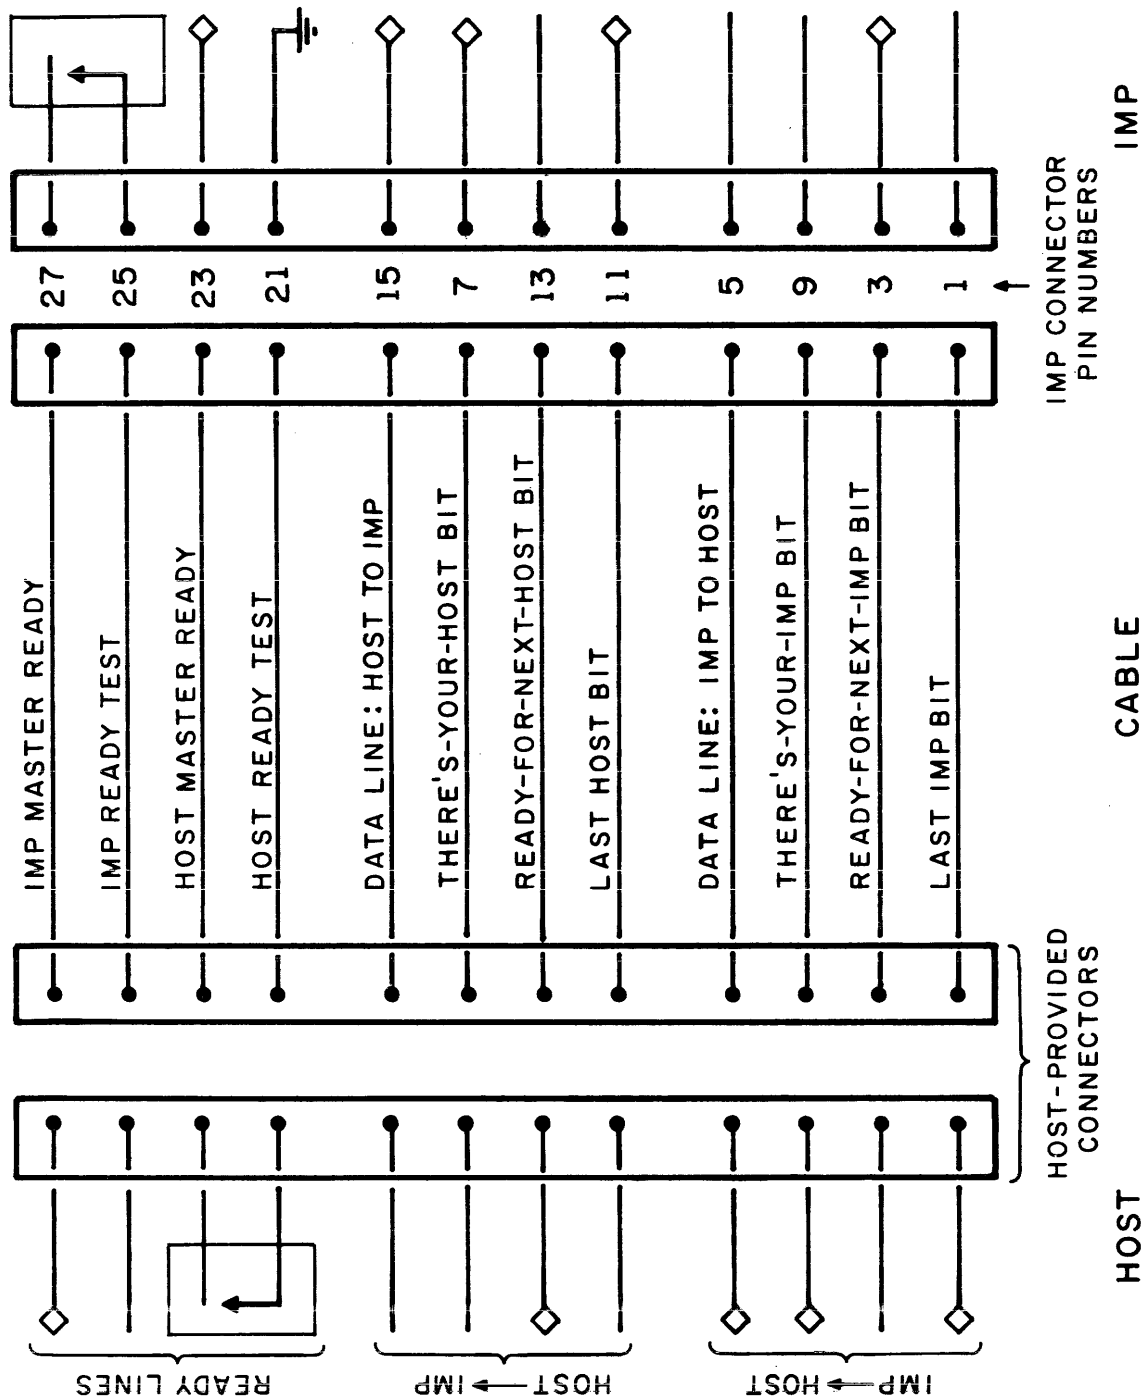 READY LINES
HOST→IMP
IMP→HOST
IMP MASTER READY
27
IMP READY TEST
25
HOST MASTER READY
23
HOST READY TEST
21
DATA LINE: HOST TO IMP
15
THERE'S-YOUR-HOST BIT
7
READY-FOR-NEXT-HOST BIT
13
LAST HOST BIT
11
DATA LINE: IMP TO HOST
5
THERE'S-YOUR-IMP BIT
9
READY-FOR-NEXT-IMP BIT
3
LAST IMP BIT
1
HOST-PROVIDED
CONNECTORS
IMP CONNECTOR
PIN NUMBERS
HOST
CABLE
IMP